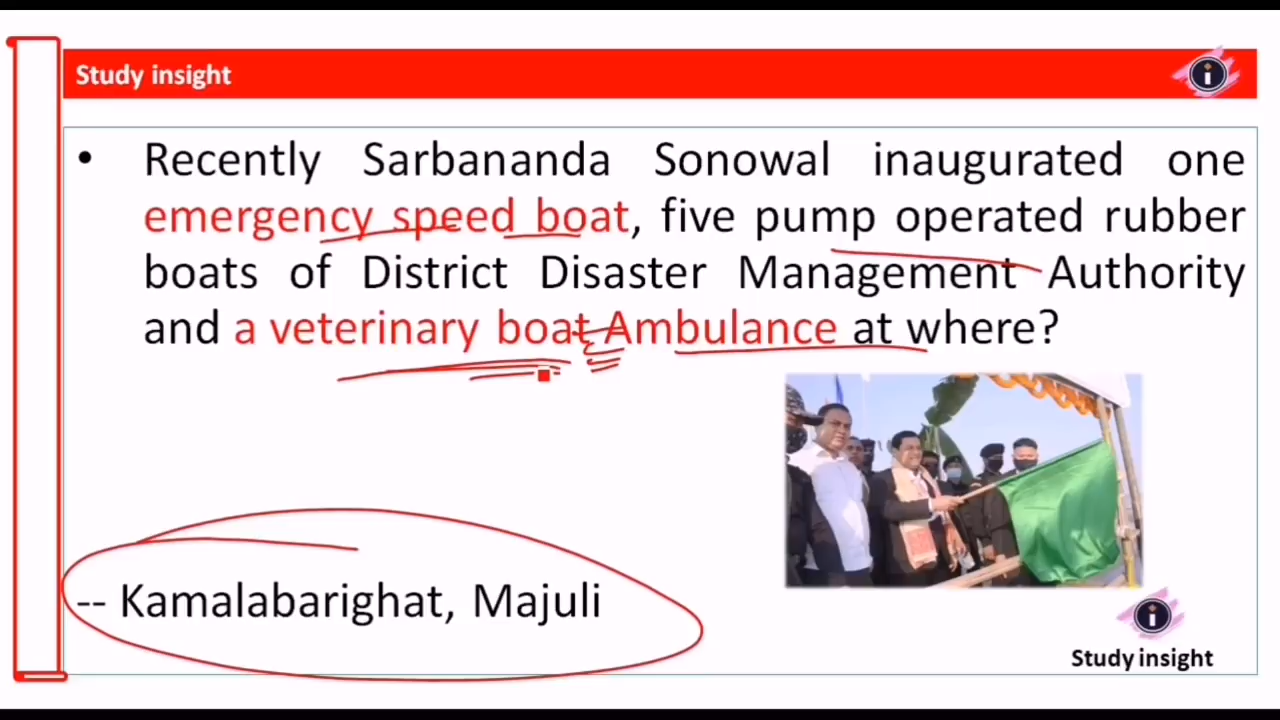 Study insight
• Recently Sarbananda Sonowal inaugurated one
emergency speed boat, five pump operated rubber
boats of District Disaster Management Authority
and a veterinary boat Ambulance at where?
-- Kamalabarighat, Majuli
Study insight